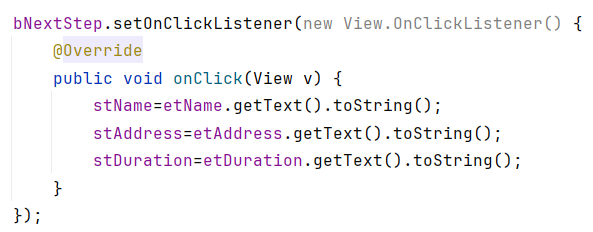 bNextStep.setOnClickListener(new View.OnClickListener() {
@Override
public void onClick(View v) {
stName=etName.getText().toString();
stAddress=etAddress.getText().toString();
stDuration=etDuration.getText().toString();
}
});